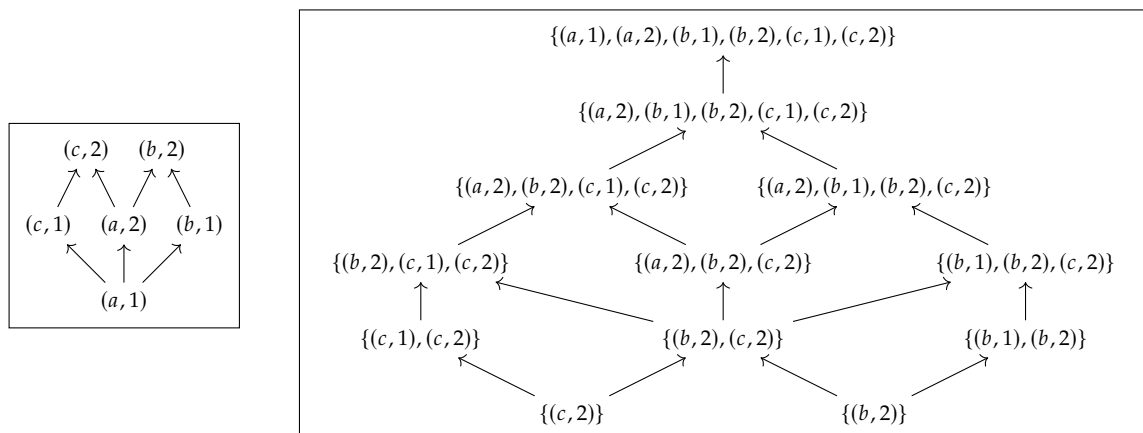 (c, 2) (b, 2)
(c, 1) (a, 2) (b, 1)
(a, 1)
{(a, 1), (a, 2), (b, 1), (b, 2), (c, 1), (c, 2)}
{(a, 2), (b, 1), (b, 2), (c, 1), (c, 2)}
{(a, 2), (b, 2), (c, 1), (c, 2)} {(a, 2), (b, 1), (b, 2), (c, 2)}
{(b, 2), (c, 1), (c, 2)} {(a, 2), (b, 2), (c, 2)} {(b, 1), (b, 2), (c, 2)}
{(c, 1), (c, 2)} {(b, 2), (c, 2)} {(b, 1), (b, 2)}
{(c, 2)} {(b, 2)}